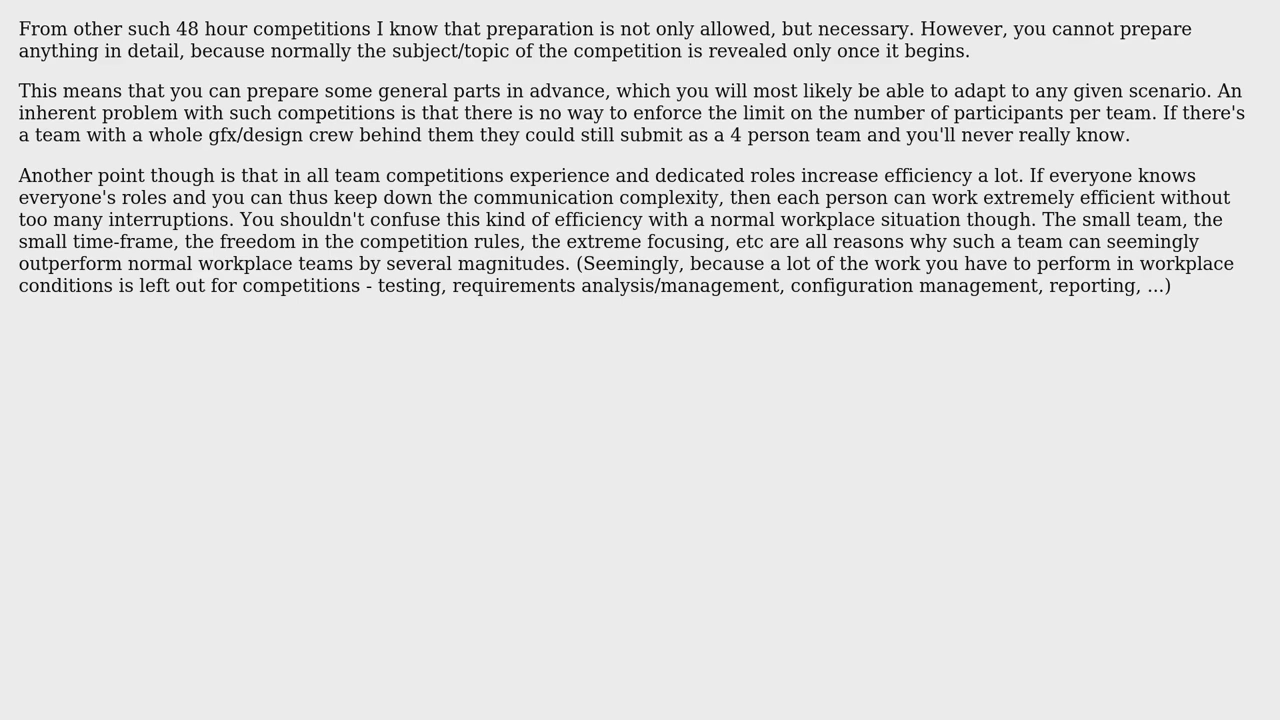 From other such 48 hour competitions I know that preparation is not only allowed, but necessary. However, you cannot prepare
anything in detail, because normally the subject/topic of the competition is revealed only once it begins.
This means that you can prepare some general parts in advance, which you will most likely be able to adapt to any given scenario. An
inherent problem with such competitions is that there is no way to enforce the limit on the number of participants per team. If there's
a team with a whole gfx/design crew behind them they could still submit as a 4 person team and you'll never really know.
Another point though is that in all team competitions experience and dedicated roles increase efficiency a lot. If everyone knows
everyone's roles and you can thus keep down the communication complexity, then each person can work extremely efficient without
too many interruptions. You shouldn't confuse this kind of efficiency with a normal workplace situation though. The small team, the
small time-frame, the freedom in the competition rules, the extreme focusing, etc are all reasons why such a team can seemingly
outperform normal workplace teams by several magnitudes. (Seemingly, because a lot of the work you have to perform in workplace
conditions is left out for competitions - testing, requirements analysis/management, configuration management, reporting, ...)